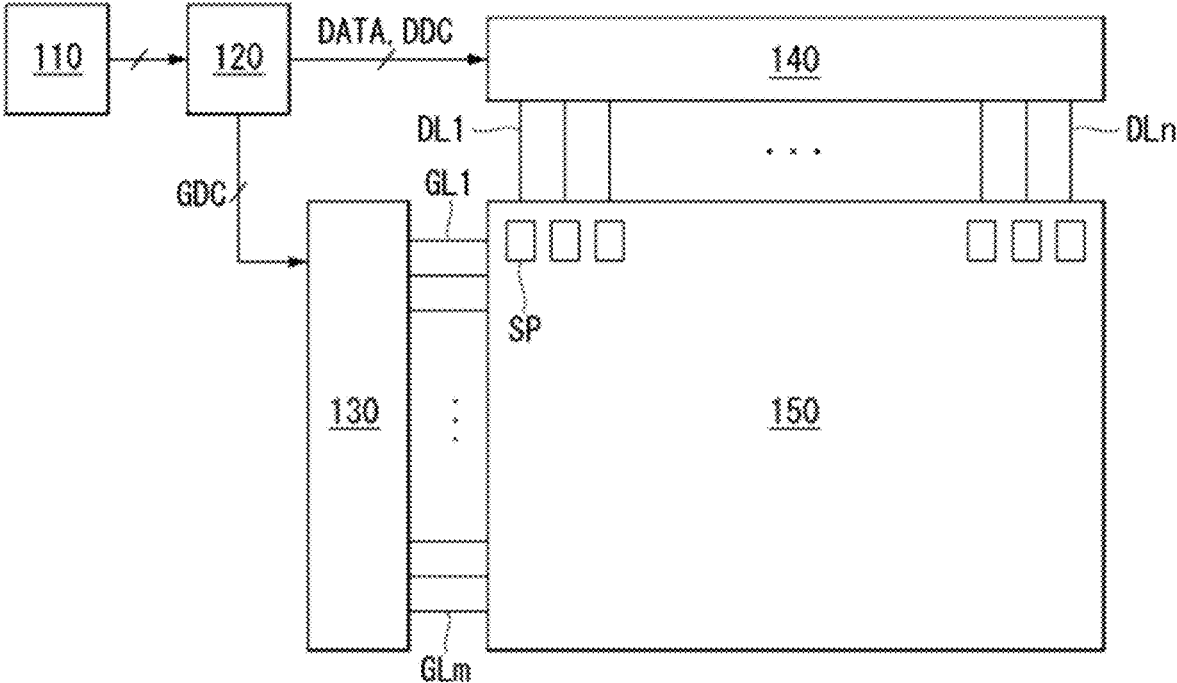 110
120
DATA, DDC
140
DL1
DLn
GDC
GL1
SP
130
150
GLm